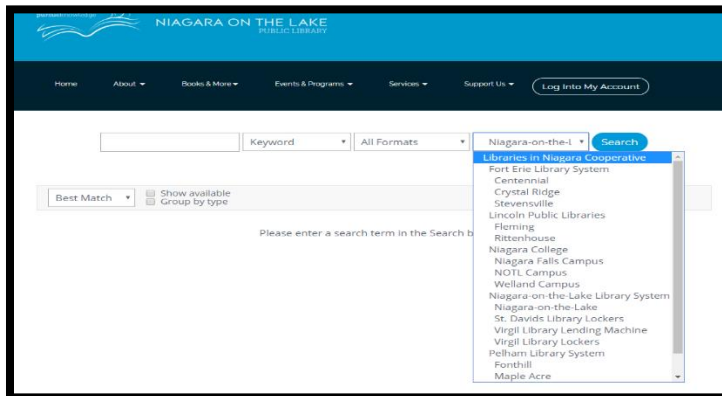 NIAGARA ON THE LAKE
PUBLIC LIBRARY
Home About Books & More Events & Programs Services Support Us Log Into My Account
Keyword All Formats Niagara-on-the-L Search
Libraries in Niagara Cooperative
Fort Erie Library System
Centennial
Crystal Ridge
Stevensville
Lincoln Public Libraries
Fleming
Rittenhouse
Niagara College
Niagara Falls Campus
NOTL Campus
Welland Campus
Niagara-on-the-Lake Library System
Niagara-on-the-Lake
St. Davids Library Lockers
Virgil Library Lending Machine
Virgil Library Lockers
Pelham Library System
Fonthill
Maple Acre
Best Match Show available
Group by type
Please enter a search term in the Search b